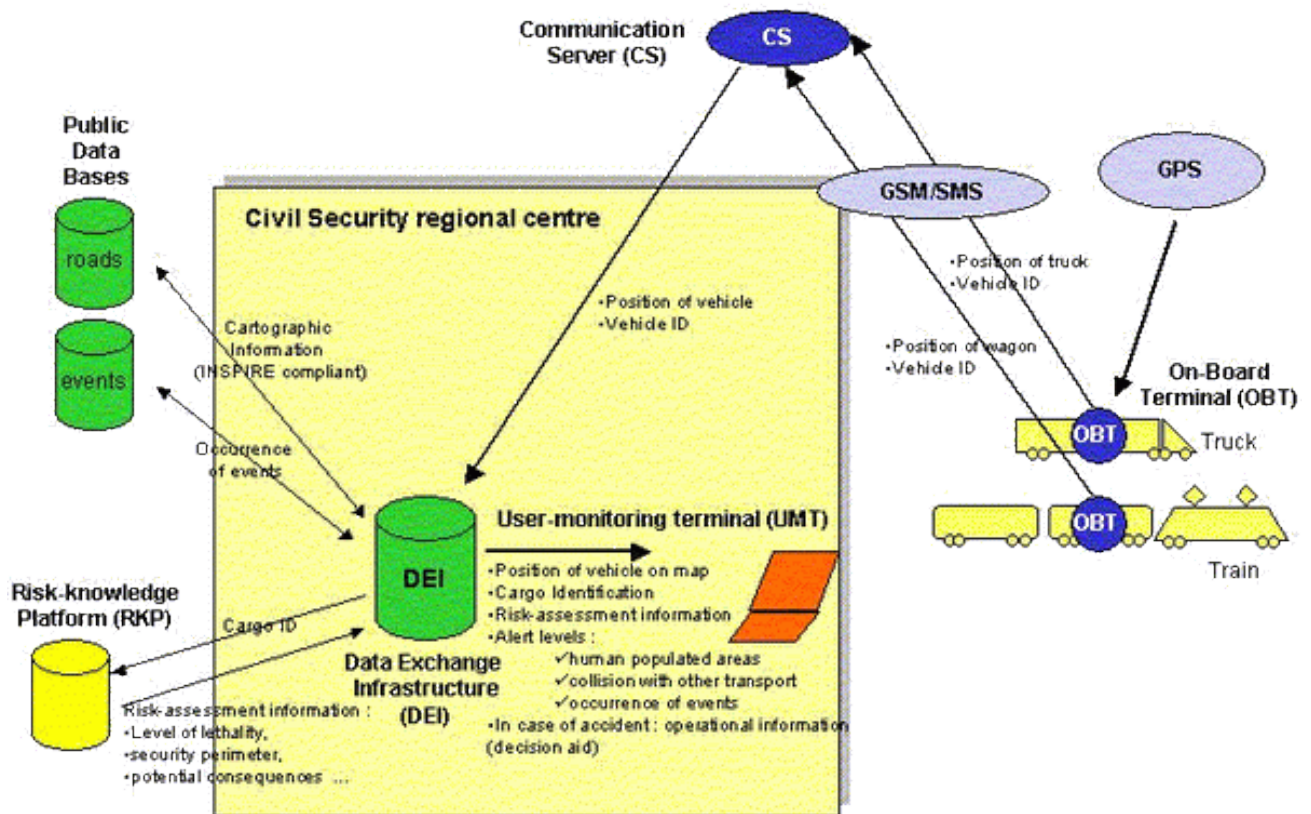 Communication
Server (CS)
CS
Public
Data
Bases
roads
events
GPS
GSM/SMS
Civil Security regional centre
•Position of truck
•Vehicle ID
•Position of vehicle
•Vehicle ID
•Position of wagon
•Vehicle ID
Cartographic
Information
(INSPIRE compliant)
Occurrence
of events
On-Board
Terminal (OBT)
OBT
Truck
OBT
Train
User-monitoring terminal (UMT)
DEI
•Position of vehicle on map
•Cargo Identification
•Risk-assessment information
•Alert levels :
✓human populated areas
✓collision with other transport
✓occurrence of events
•In case of accident : operational information
(decision aid)
Data Exchange
Infrastructure
(DEI)
Risk-knowledge
Platform (RKP)
Cargo ID
Risk-assessment information :
•Level of lethality,
•security perimeter,
•potential consequences ...